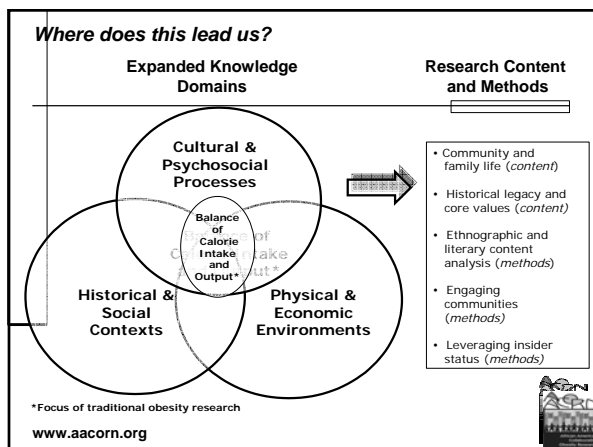 Where does this lead us?
Expanded Knowledge
Domains
Research Content
and Methods
Cultural &
Psychosocial
Processes
Balance
of
Calorie
Intake
and
Output*
Historical &
Social
Contexts
Physical &
Economic
Environments
• Community and
family life (content)
• Historical legacy and
core values (content)
• Ethnographic and
literary content
analysis (methods)
• Engaging
communities
(methods)
• Leveraging insider
status (methods)
*Focus of traditional obesity research
www.aacorn.org